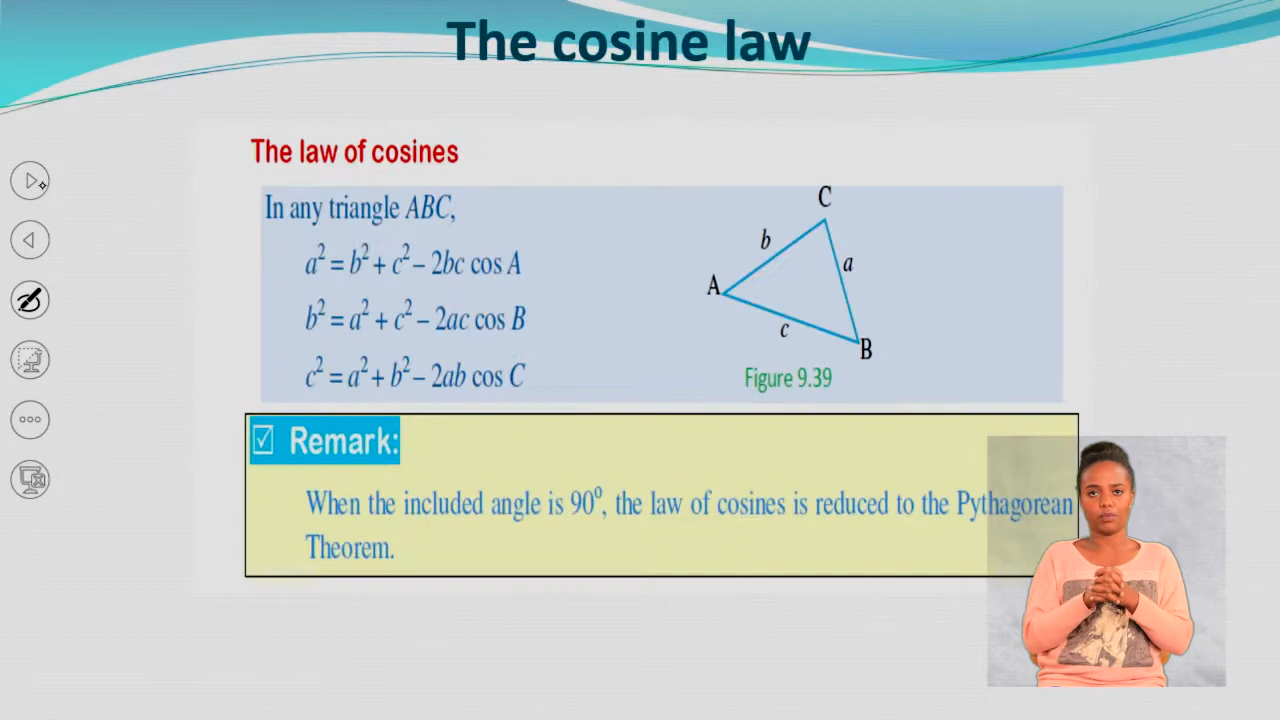 The cosine law
The law of cosines
In any triangle ABC,
a² = b² + c² – 2bc cos A
b² = a² + c² – 2ac cos B
c² = a² + b² – 2ab cos C
C
b
a
A
c
B
Figure 9.39
☑ Remark:
When the included angle is 90⁰, the law of cosines is reduced to the Pythagorean
Theorem.